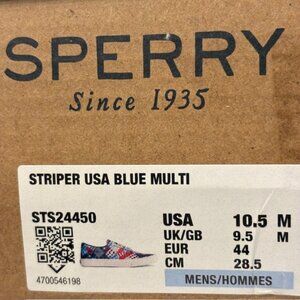 SPERRY
Since 1935
STRIPER USA BLUE MULTI
STS24450
USA 10.5 M
UK/GB 9.5 M
EUR 44
CM 28.5
4700546198
MENS/HOMMES